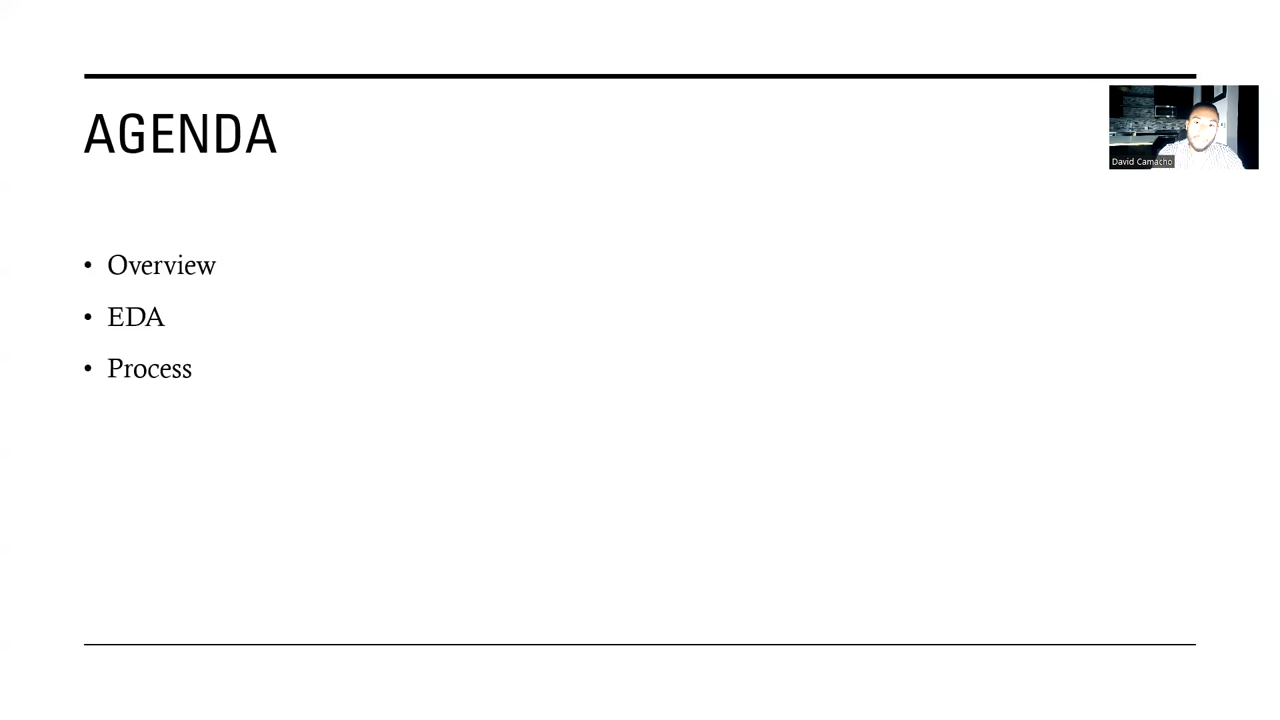 AGENDA
David Camacho
• Overview
• EDA
• Process